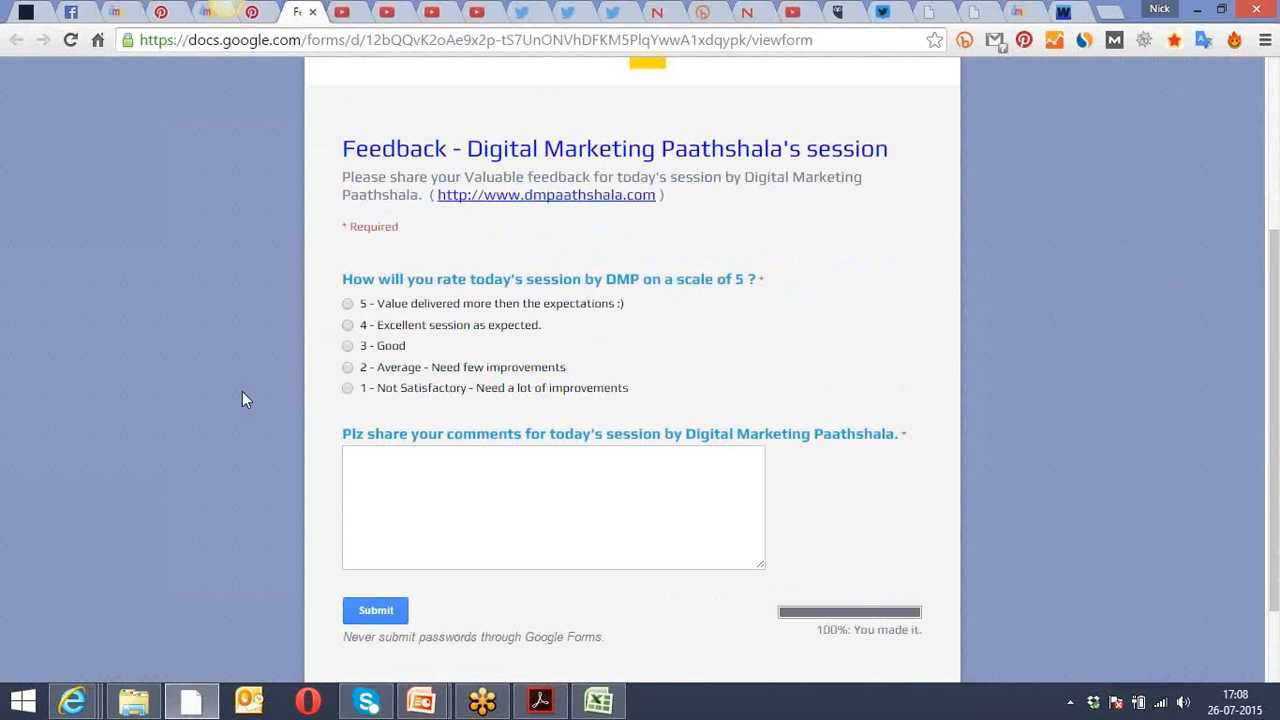 Fe
Nick
https://docs.google.com/forms/d/12bQOvK2oAe9x2p-tS7UnONVhDFKM5PlqYwwA1xdqypk/viewform
Feedback - Digital Marketing Paathshala's session
Please share your Valuable feedback for today's session by Digital Marketing
Paathshala. ( http://www.dmpaathshala.com )
* Required
How will you rate today's session by DMP on a scale of 5 ? *
5 - Value delivered more then the expectations :)
4 - Excellent session as expected.
3 - Good
2 - Average - Need few improvements
1 - Not Satisfactory - Need a lot of improvements
Plz share your comments for today's session by Digital Marketing Paathshala. *
Submit
100%: You made it.
Never submit passwords through Google Forms.
17:08
26-07-2015